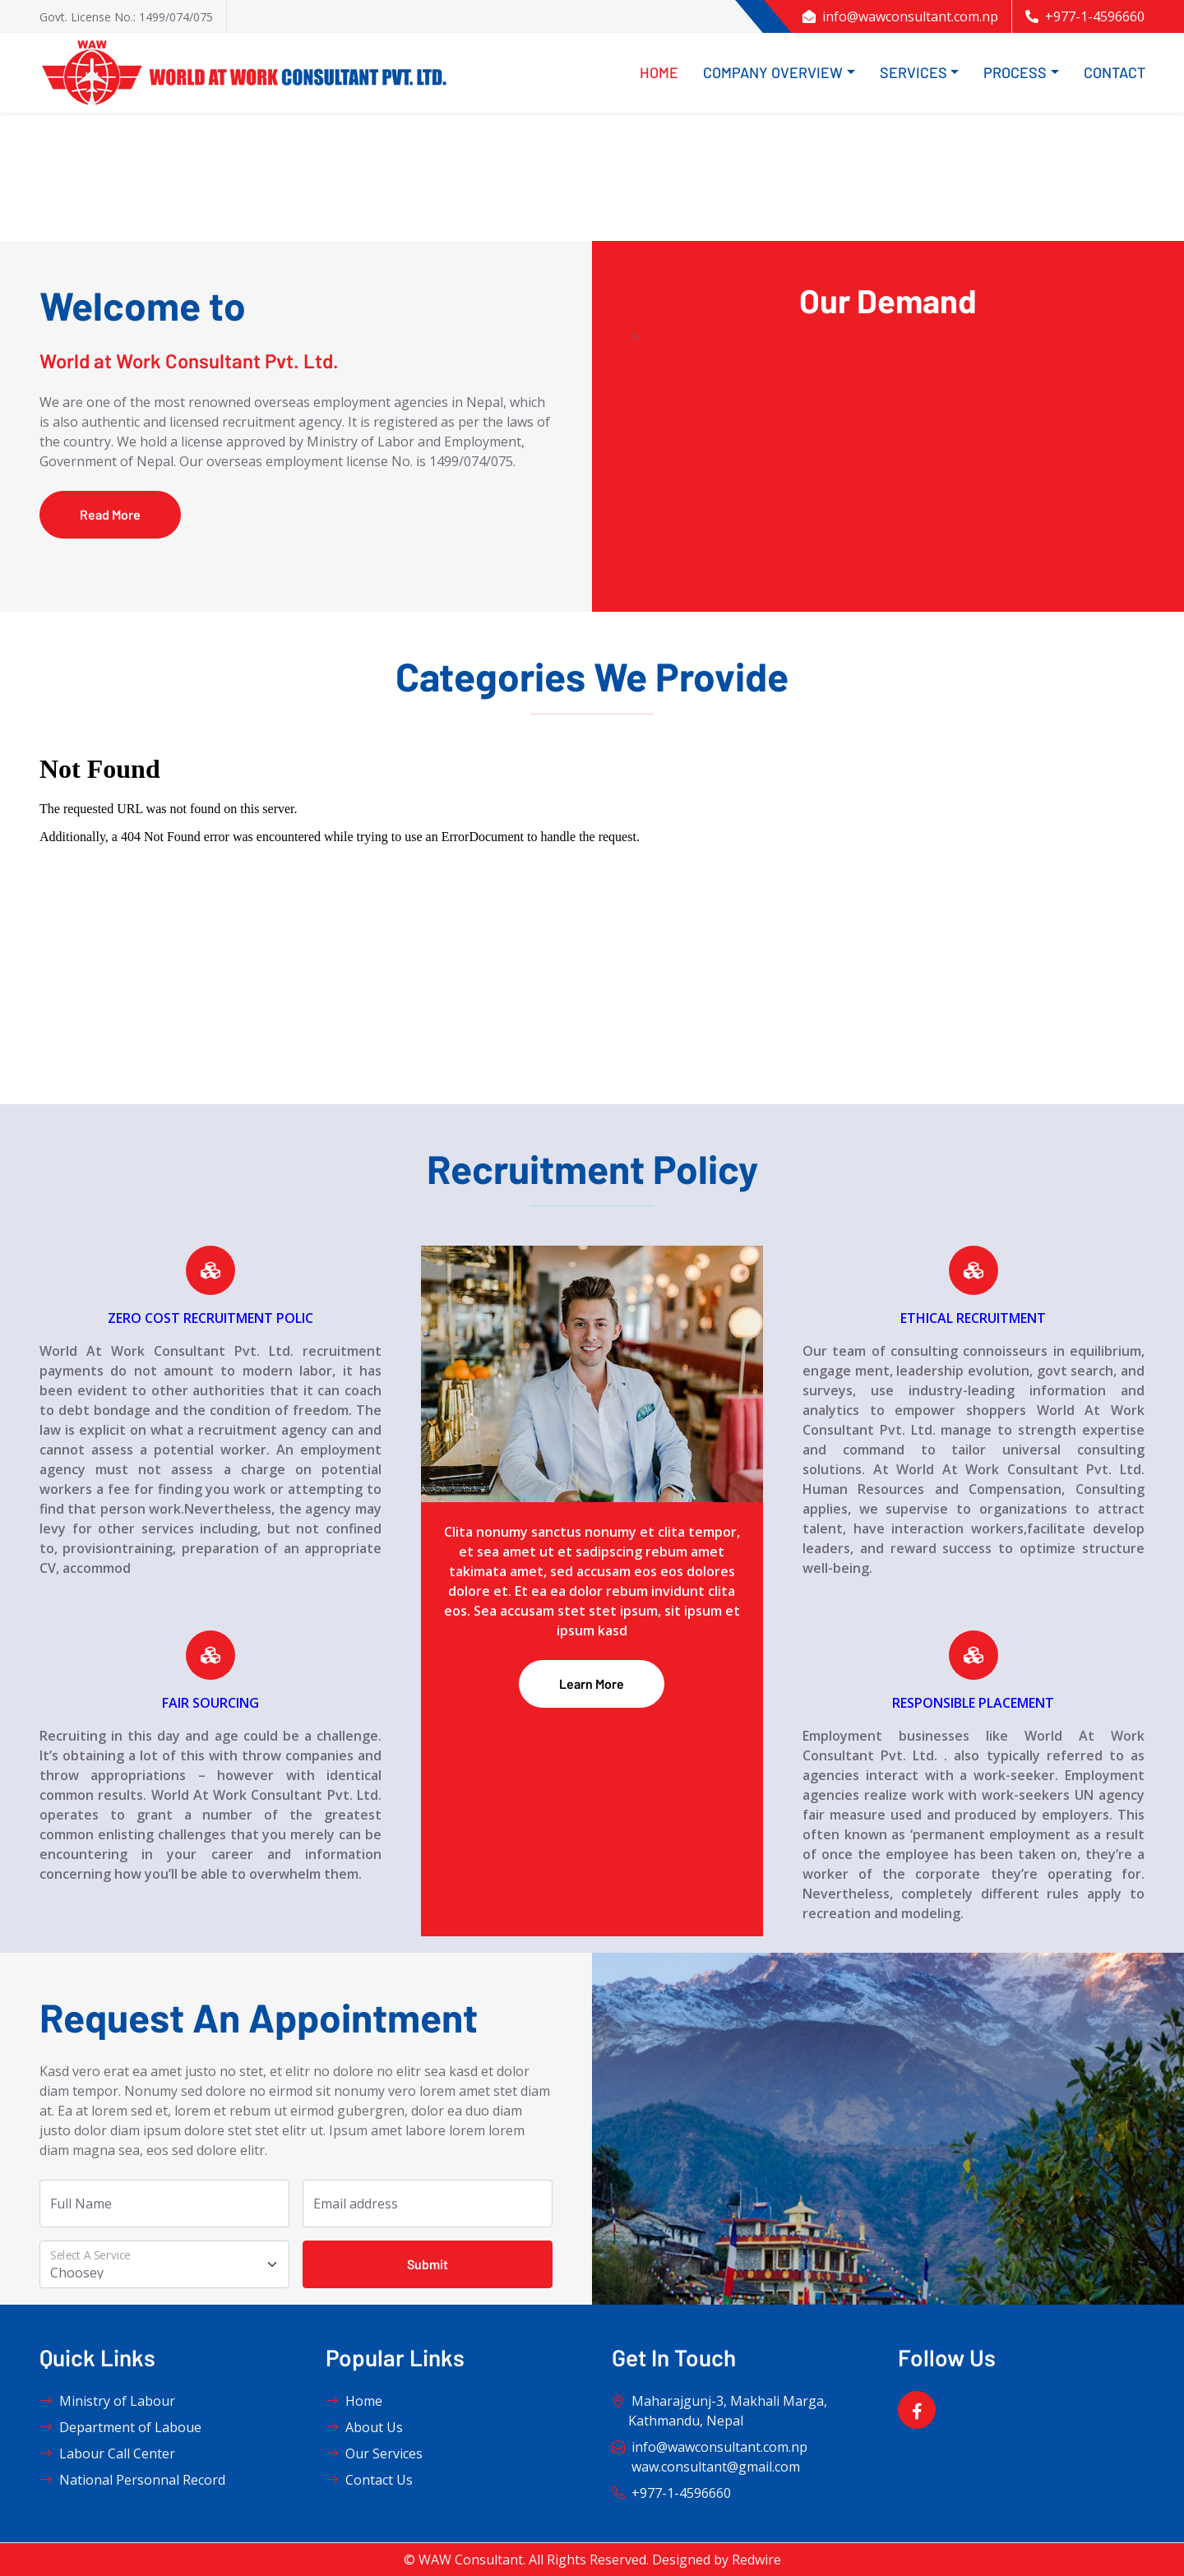 Govt. License No.: 1499/074/075
info@wawconsultant.com.np
+977-1-4596660
WAW
WORLD AT WORK CONSULTANT PVT. LTD.
HOME
COMPANY OVERVIEW
SERVICES
PROCESS
CONTACT
Welcome to
World at Work Consultant Pvt. Ltd.
We are one of the most renowned overseas employment agencies in Nepal, which
is also authentic and licensed recruitment agency. It is registered as per the laws of
the country. We hold a license approved by Ministry of Labor and Employment,
Government of Nepal. Our overseas employment license No. is 1499/074/075.
Read More
Our Demand
>
Categories We Provide
Not Found
The requested URL was not found on this server.
Additionally, a 404 Not Found error was encountered while trying to use an ErrorDocument to handle the request.
Recruitment Policy
ZERO COST RECRUITMENT POLIC
World At Work Consultant Pvt. Ltd. recruitment
payments do not amount to modern labor, it has
been evident to other authorities that it can coach
to debt bondage and the condition of freedom. The
law is explicit on what a recruitment agency can and
cannot assess a potential worker. An employment
agency must not assess a charge on potential
workers a fee for finding you work or attempting to
find that person work.Nevertheless, the agency may
levy for other services including, but not confined
to, provisiontraining, preparation of an appropriate
CV, accommod
FAIR SOURCING
Recruiting in this day and age could be a challenge.
It’s obtaining a lot of this with throw companies and
throw appropriations – however with identical
common results. World At Work Consultant Pvt. Ltd.
operates to grant a number of the greatest
common enlisting challenges that you merely can be
encountering in your career and information
concerning how you’ll be able to overwhelm them.
Clita nonumy sanctus nonumy et clita tempor,
et sea amet ut et sadipscing rebum amet
takimata amet, sed accusam eos eos dolores
dolore et. Et ea ea dolor rebum invidunt clita
eos. Sea accusam stet stet ipsum, sit ipsum et
ipsum kasd
Learn More
ETHICAL RECRUITMENT
Our team of consulting connoisseurs in equilibrium,
engage ment, leadership evolution, govt search, and
surveys, use industry-leading information and
analytics to empower shoppers World At Work
Consultant Pvt. Ltd. manage to strength expertise
and command to tailor universal consulting
solutions. At World At Work Consultant Pvt. Ltd.
Human Resources and Compensation, Consulting
applies, we supervise to organizations to attract
talent, have interaction workers,facilitate develop
leaders, and reward success to optimize structure
well-being.
RESPONSIBLE PLACEMENT
Employment businesses like World At Work
Consultant Pvt. Ltd. . also typically referred to as
agencies interact with a work-seeker. Employment
agencies realize work with work-seekers UN agency
fair measure used and produced by employers. This
often known as ‘permanent employment as a result
of once the employee has been taken on, they’re a
worker of the corporate they’re operating for.
Nevertheless, completely different rules apply to
recreation and modeling.
Request An Appointment
Kasd vero erat ea amet justo no stet, et elitr no dolore no elitr sea kasd et dolor
diam tempor. Nonumy sed dolore no eirmod sit nonumy vero lorem amet stet diam
at. Ea at lorem sed et, lorem et rebum ut eirmod gubergren, dolor ea duo diam
justo dolor diam ipsum dolore stet stet elitr ut. Ipsum amet labore lorem lorem
diam magna sea, eos sed dolore elitr.
Full Name
Email address
Select A Service
Choosey
Submit
Quick Links
Ministry of Labour
Department of Laboue
Labour Call Center
National Personnal Record
Popular Links
Home
About Us
Our Services
Contact Us
Get In Touch
Maharajgunj-3, Makhali Marga,
Kathmandu, Nepal
info@wawconsultant.com.np
waw.consultant@gmail.com
+977-1-4596660
Follow Us
© WAW Consultant. All Rights Reserved. Designed by Redwire